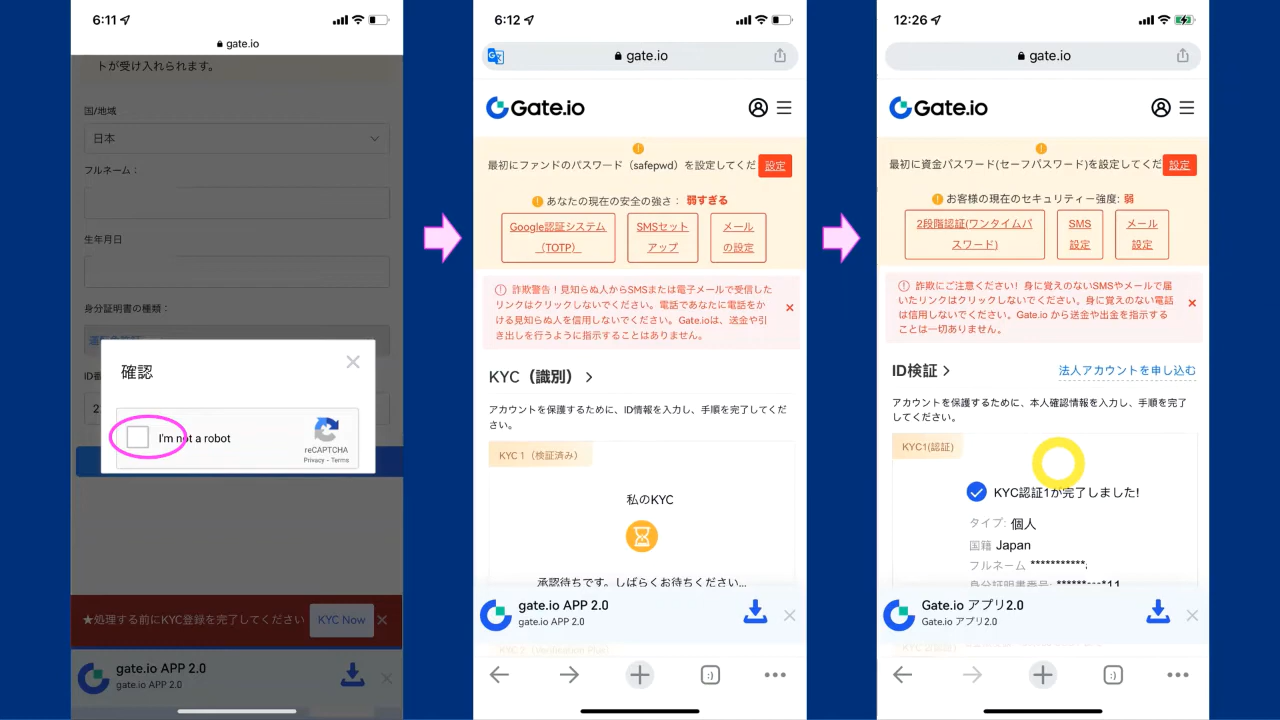 6:11
gate.io
トが受け入れられます。
国/地域
日本
フルネーム：
生年月日
身分証明書の種類：
確認
I'm not a robot
reCAPTCHA
Privacy - Terms
★処理する前にKYC登録を完了してください
KYC Now
gate.io APP 2.0
gate.io APP 2.0
6:12
gate.io
Gate.io
最初にファンドのパスワード（safepwd）を設定してくだ
設定
あなたの現在の安全の強さ： 弱すぎる
Google認証システム
（TOTP）
SMSセット
アップ
メール
の設定
詐欺警告！見知らぬ人からSMSまたは電子メールで受信した
リンクはクリックしないでください。電話であなたに電話をか
ける見知らぬ人を信用しないでください。Gate.ioは、送金や引
き出しを行うように指示することはありません。
KYC（識別）
アカウントを保護するために、ID情報を入力し、手順を完了してくだ
さい。
KYC 1（検証済み）
私のKYC
承認待ちです。しばらくお待ちください...
gate.io APP 2.0
gate.io APP 2.0
:)
12:26
gate.io
Gate.io
最初に資金パスワード(セーフパスワード)を設定してくだ
設定
お客様の現在のセキュリティー強度: 弱
2段階認証(ワンタイムパ
スワード)
SMS
設定
メール
設定
詐欺にご注意ください! 身に覚えのないSMSやメールで届
いたリンクはクリックしないでください。身に覚えのない電話
は信用しないでください。Gate.io から送金や出金を指示する
ことは一切ありません。
ID検証
法人アカウントを申し込む
アカウントを保護するために、本人確認情報を入力し、手順を完了
してください。
KYC1(認証)
KYC認証1が完了しました!
タイプ: 個人
国籍 Japan
フルネーム ***********
身分証明書番号:
Gate.io アプリ2.0
Gate.io アプリ2.0
:)